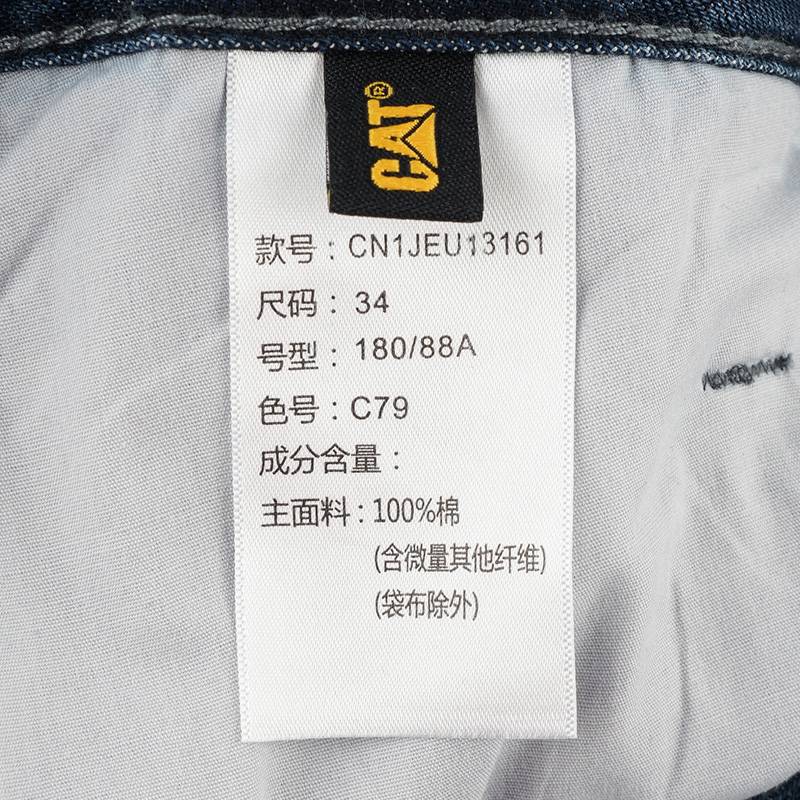 CAT®
款号：CN1JEU13161
尺码：34
号型：180/88A
色号：C79
成分含量：
主面料：100%棉
(含微量其他纤维)
(袋布除外)